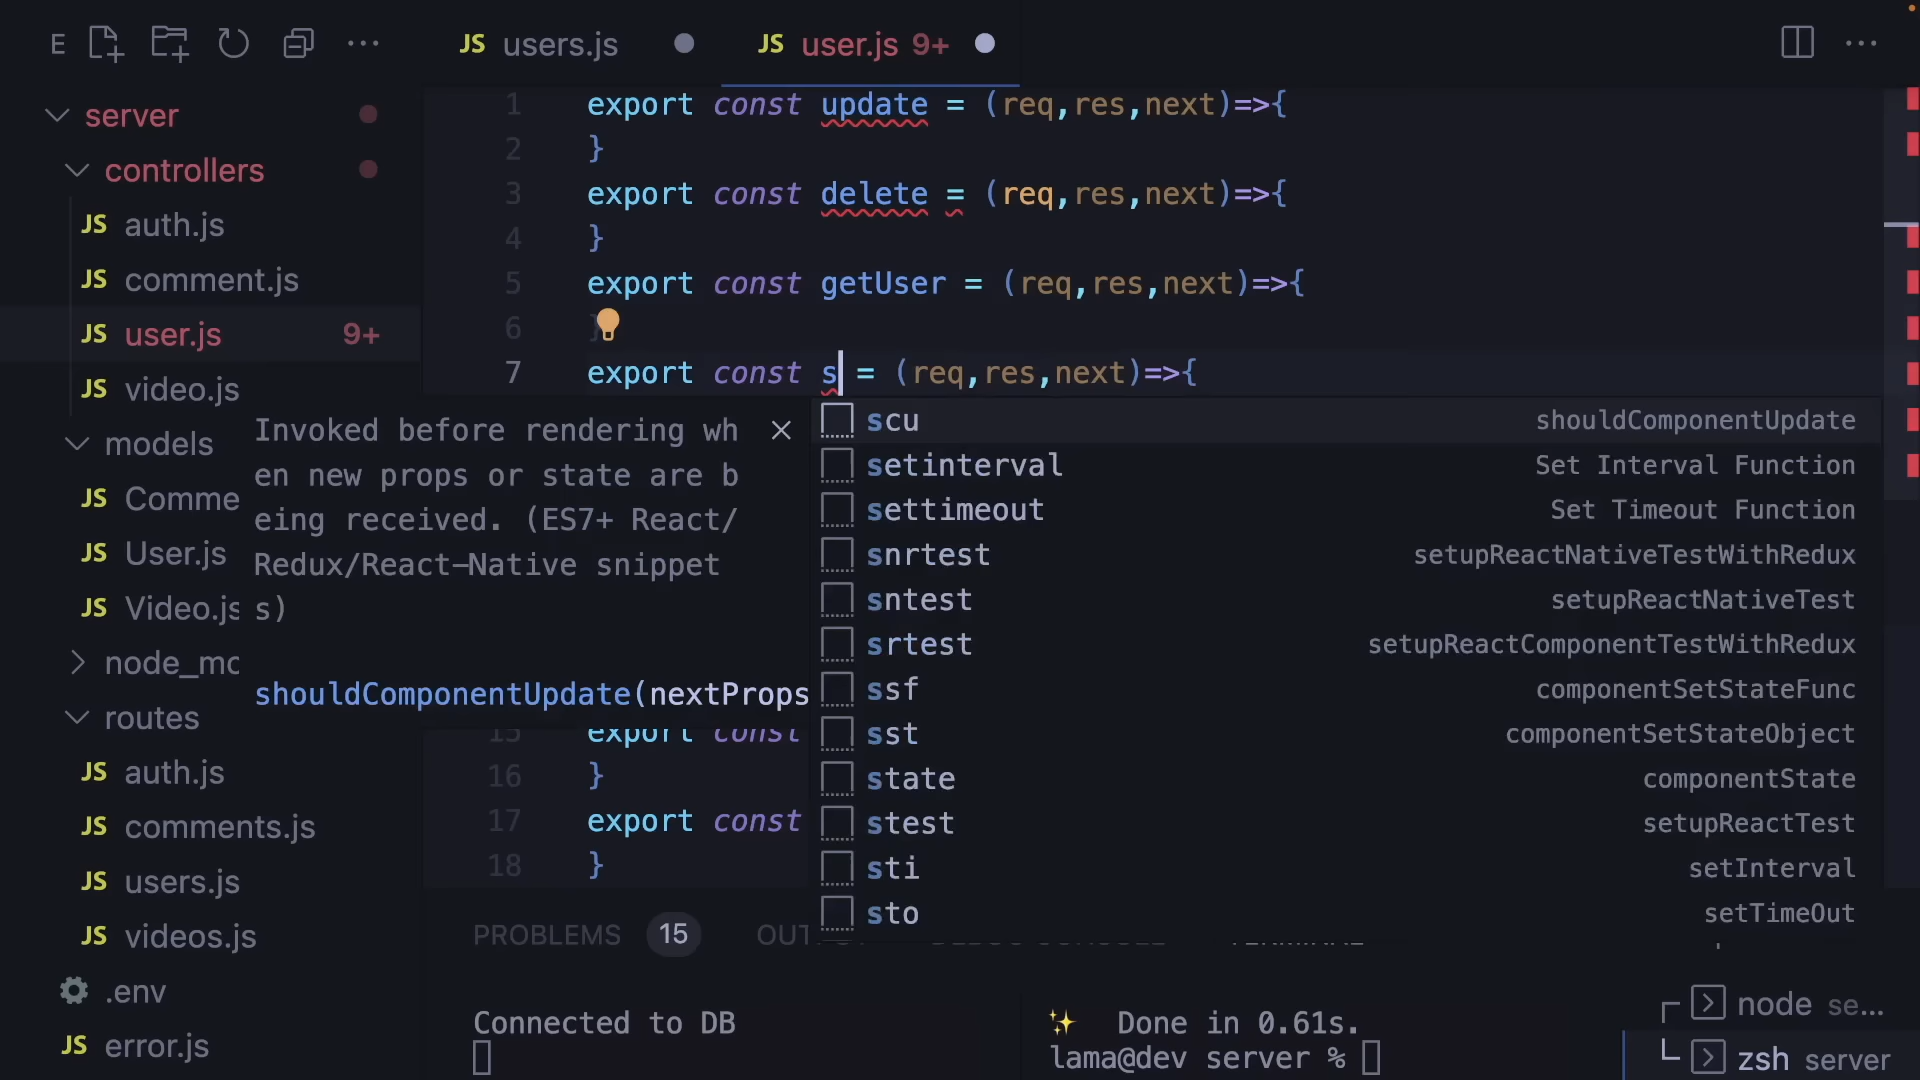 E
JS users.js
JS user.js 9+
server
controllers
JS auth.js
JS comment.js
JS user.js 9+
JS video.js
models
JS Comme
JS User.js
JS Video.js
node_mo
routes
JS auth.js
JS comments.js
JS users.js
JS videos.js
.env
JS error.js
1 export const update = (req,res,next)=>{
2 }
3 export const delete = (req,res,next)=>{
4 }
5 export const getUser = (req,res,next)=>{
6 }
7 export const s = (req,res,next)=>{
Invoked before rendering wh
en new props or state are b
eing received. (ES7+ React/
Redux/React-Native snippet
s)
shouldComponentUpdate(nextProps
scu shouldComponentUpdate
setinterval Set Interval Function
settimeout Set Timeout Function
snrtest setupReactNativeTestWithRedux
sntest setupReactNativeTest
srtest setupReactComponentTestWithRedux
ssf componentSetStateFunc
sst componentSetStateObject
state componentState
stest setupReactTest
sti setInterval
sto setTimeOut
15 export const
16 }
17 export const
18 }
PROBLEMS 15 OUT
Connected to DB
✨ Done in 0.61s.
lama@dev server %
node se...
zsh server